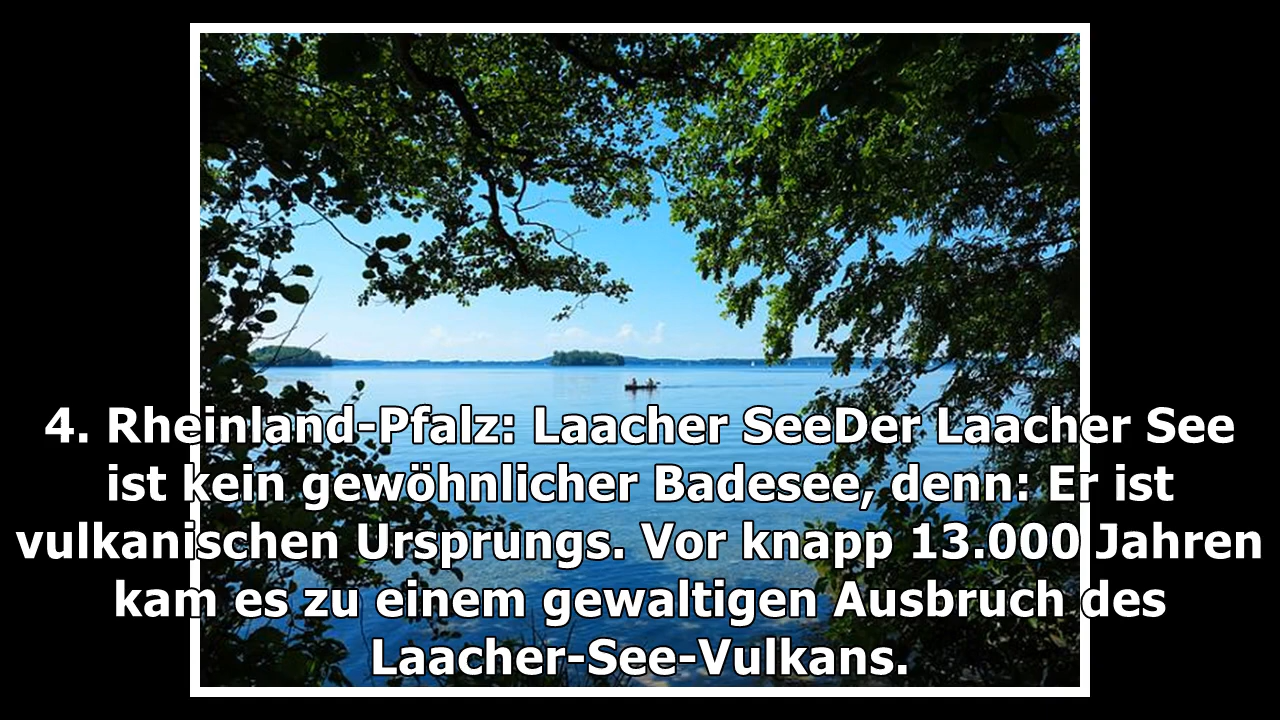 4. Rheinland-Pfalz: Laacher SeeDer Laacher See
ist kein gewöhnlicher Badesee, denn: Er ist
vulkanischen Ursprungs. Vor knapp 13.000 Jahren
kam es zu einem gewaltigen Ausbruch des
Laacher-See-Vulkans.